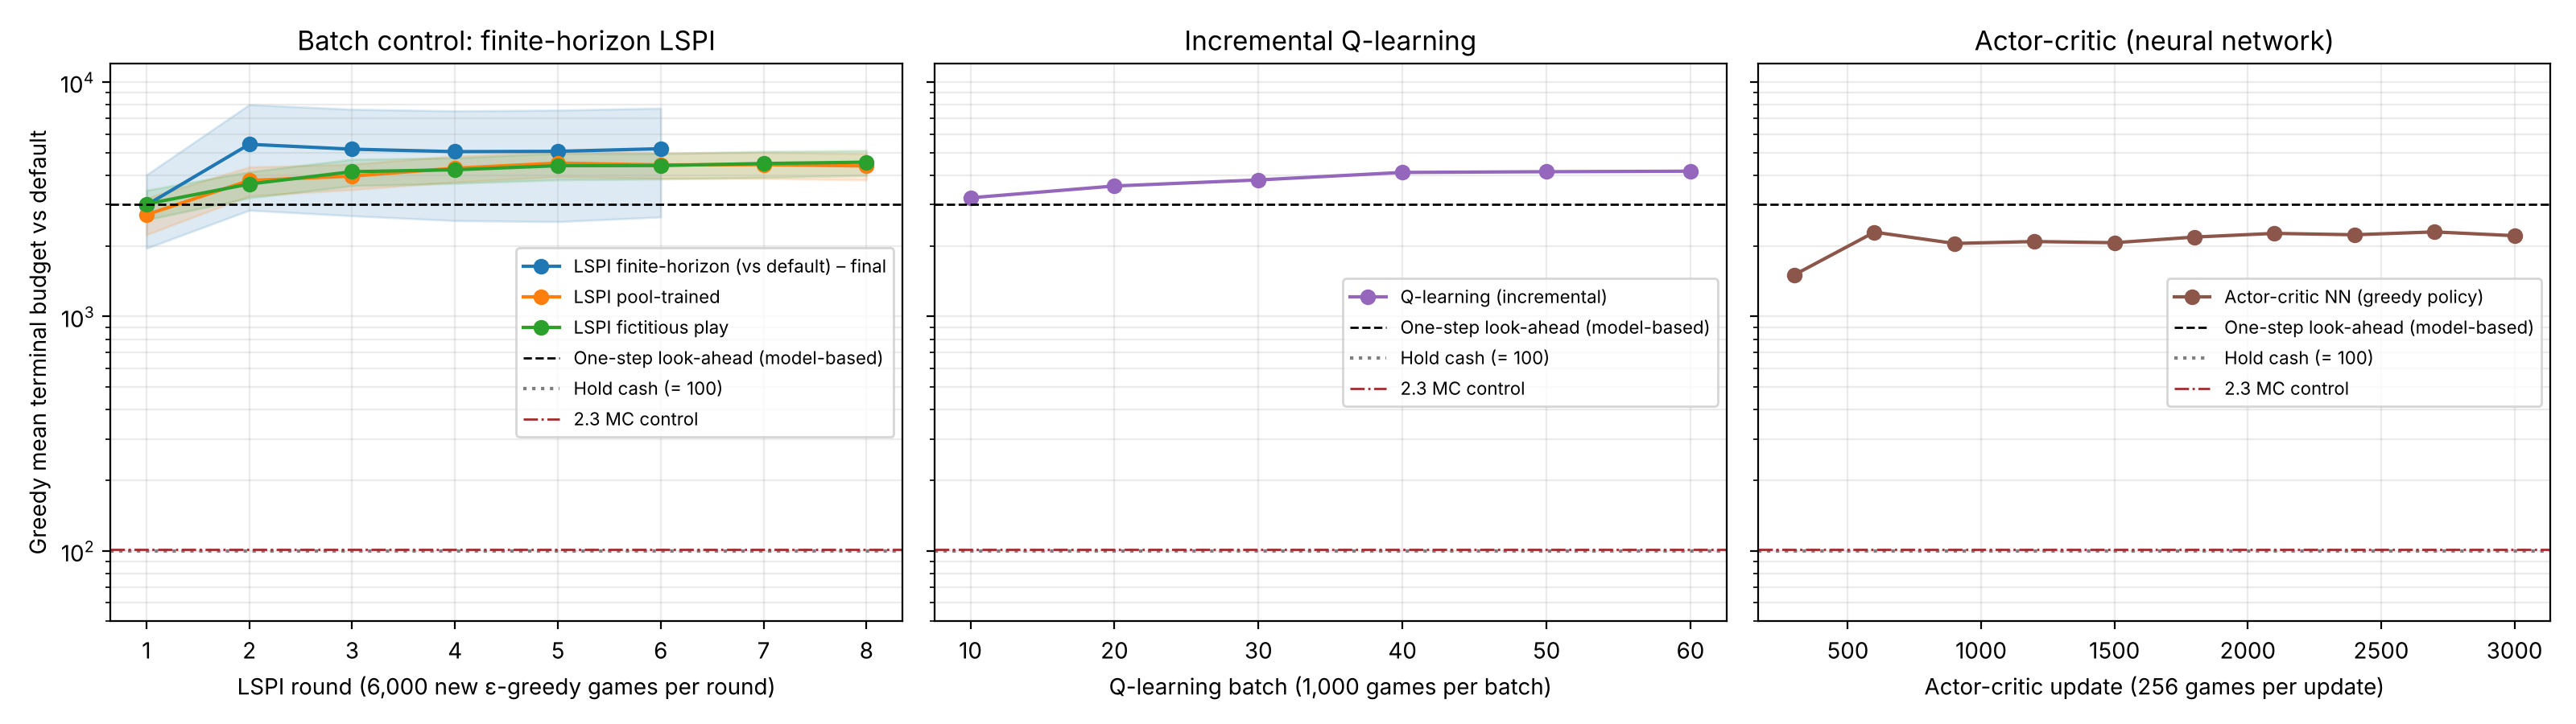 Batch control: finite-horizon LSPI
Greedy mean terminal budget vs default
10⁴
10³
10²
LSPI finite-horizon (vs default) – final
LSPI pool-trained
LSPI fictitious play
One-step look-ahead (model-based)
Hold cash (= 100)
2.3 MC control
1 2 3 4 5 6 7 8
LSPI round (6,000 new ε-greedy games per round)
Incremental Q-learning
Q-learning (incremental)
One-step look-ahead (model-based)
Hold cash (= 100)
2.3 MC control
10 20 30 40 50 60
Q-learning batch (1,000 games per batch)
Actor-critic (neural network)
Actor-critic NN (greedy policy)
One-step look-ahead (model-based)
Hold cash (= 100)
2.3 MC control
500 1000 1500 2000 2500 3000
Actor-critic update (256 games per update)